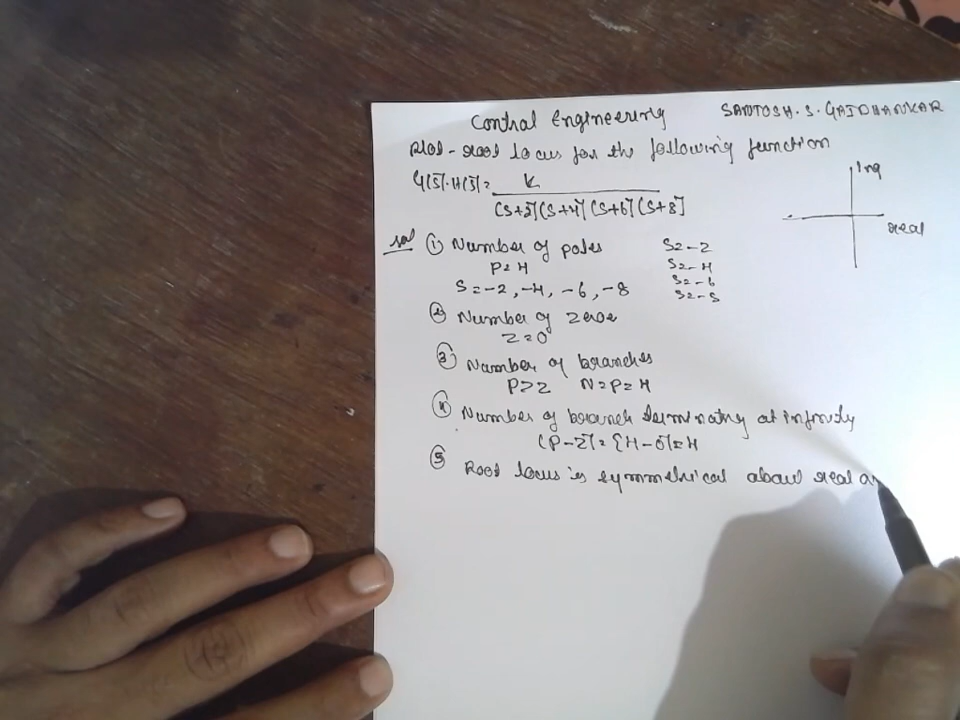 Control Engineering SANTOSH. S. GAIDHANKAR
Plot - root locus for the following function
G(S).H(S) = K
(S+2)(S+4)(S+6)(S+8)
Img
real
Sol ① Number of poles
P=4
S=-2, -4, -6, -8
S=-2
S=-4
S=-6
S=-8
② Number of zeros
Z=0
③ Number of branches
P>Z N=P=4
④ Number of branch terminating at infinity
(P-Z)={4-0}=4
⑤ Root locus is symmetrical about real